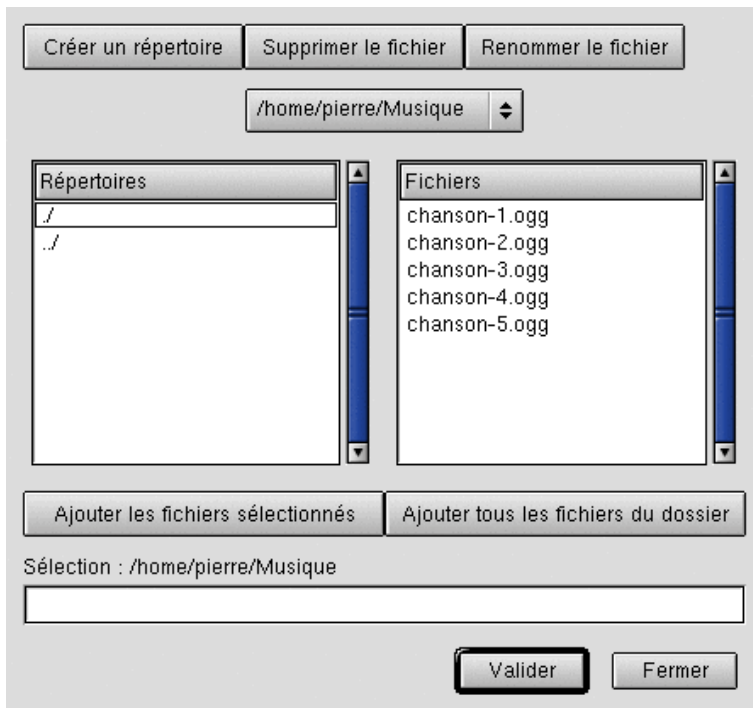 Créer un répertoire
Supprimer le fichier
Renommer le fichier
/home/pierre/Musique
Répertoires
./
../
Fichiers
chanson-1.ogg
chanson-2.ogg
chanson-3.ogg
chanson-4.ogg
chanson-5.ogg
Ajouter les fichiers sélectionnés
Ajouter tous les fichiers du dossier
Sélection : /home/pierre/Musique
Valider
Fermer